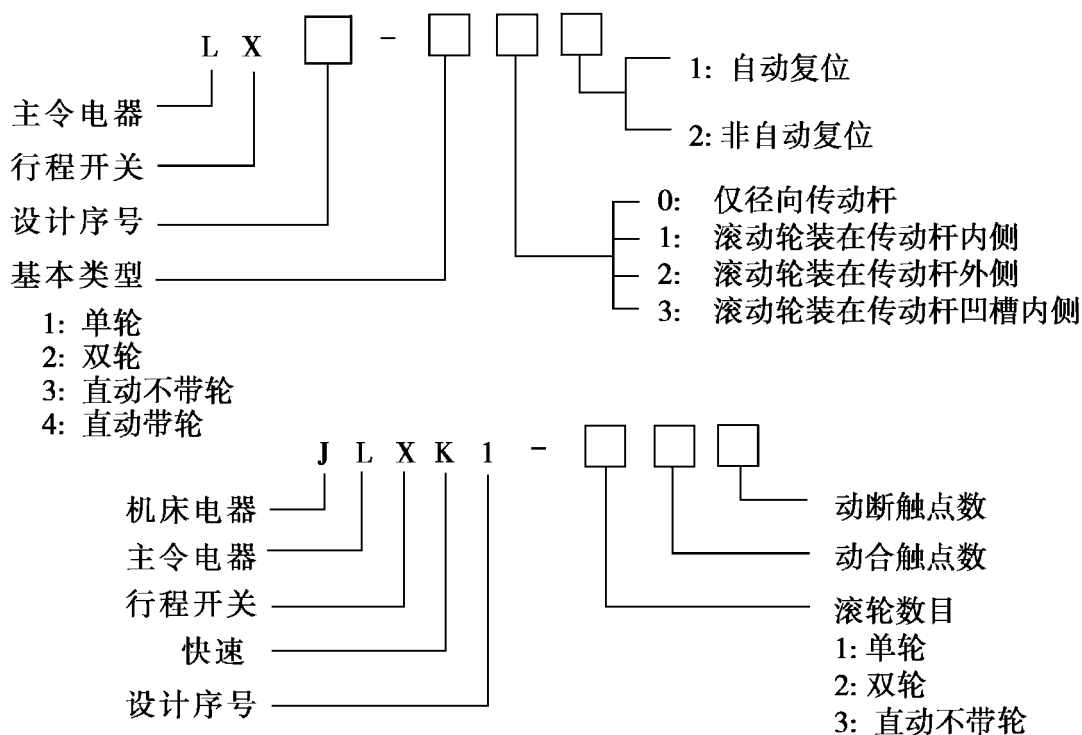 L X □ - □ □ □
1: 自动复位
2: 非自动复位
主令电器
行程开关
设计序号
基本类型
1: 单轮
2: 双轮
3: 直动不带轮
4: 直动带轮
0: 仅径向传动杆
1: 滚动轮装在传动杆内侧
2: 滚动轮装在传动杆外侧
3: 滚动轮装在传动杆凹槽内侧
J L X K 1 - □ □ □
机床电器
主令电器
行程开关
快速
设计序号
动断触点数
动合触点数
滚轮数目
1: 单轮
2: 双轮
3: 直动不带轮